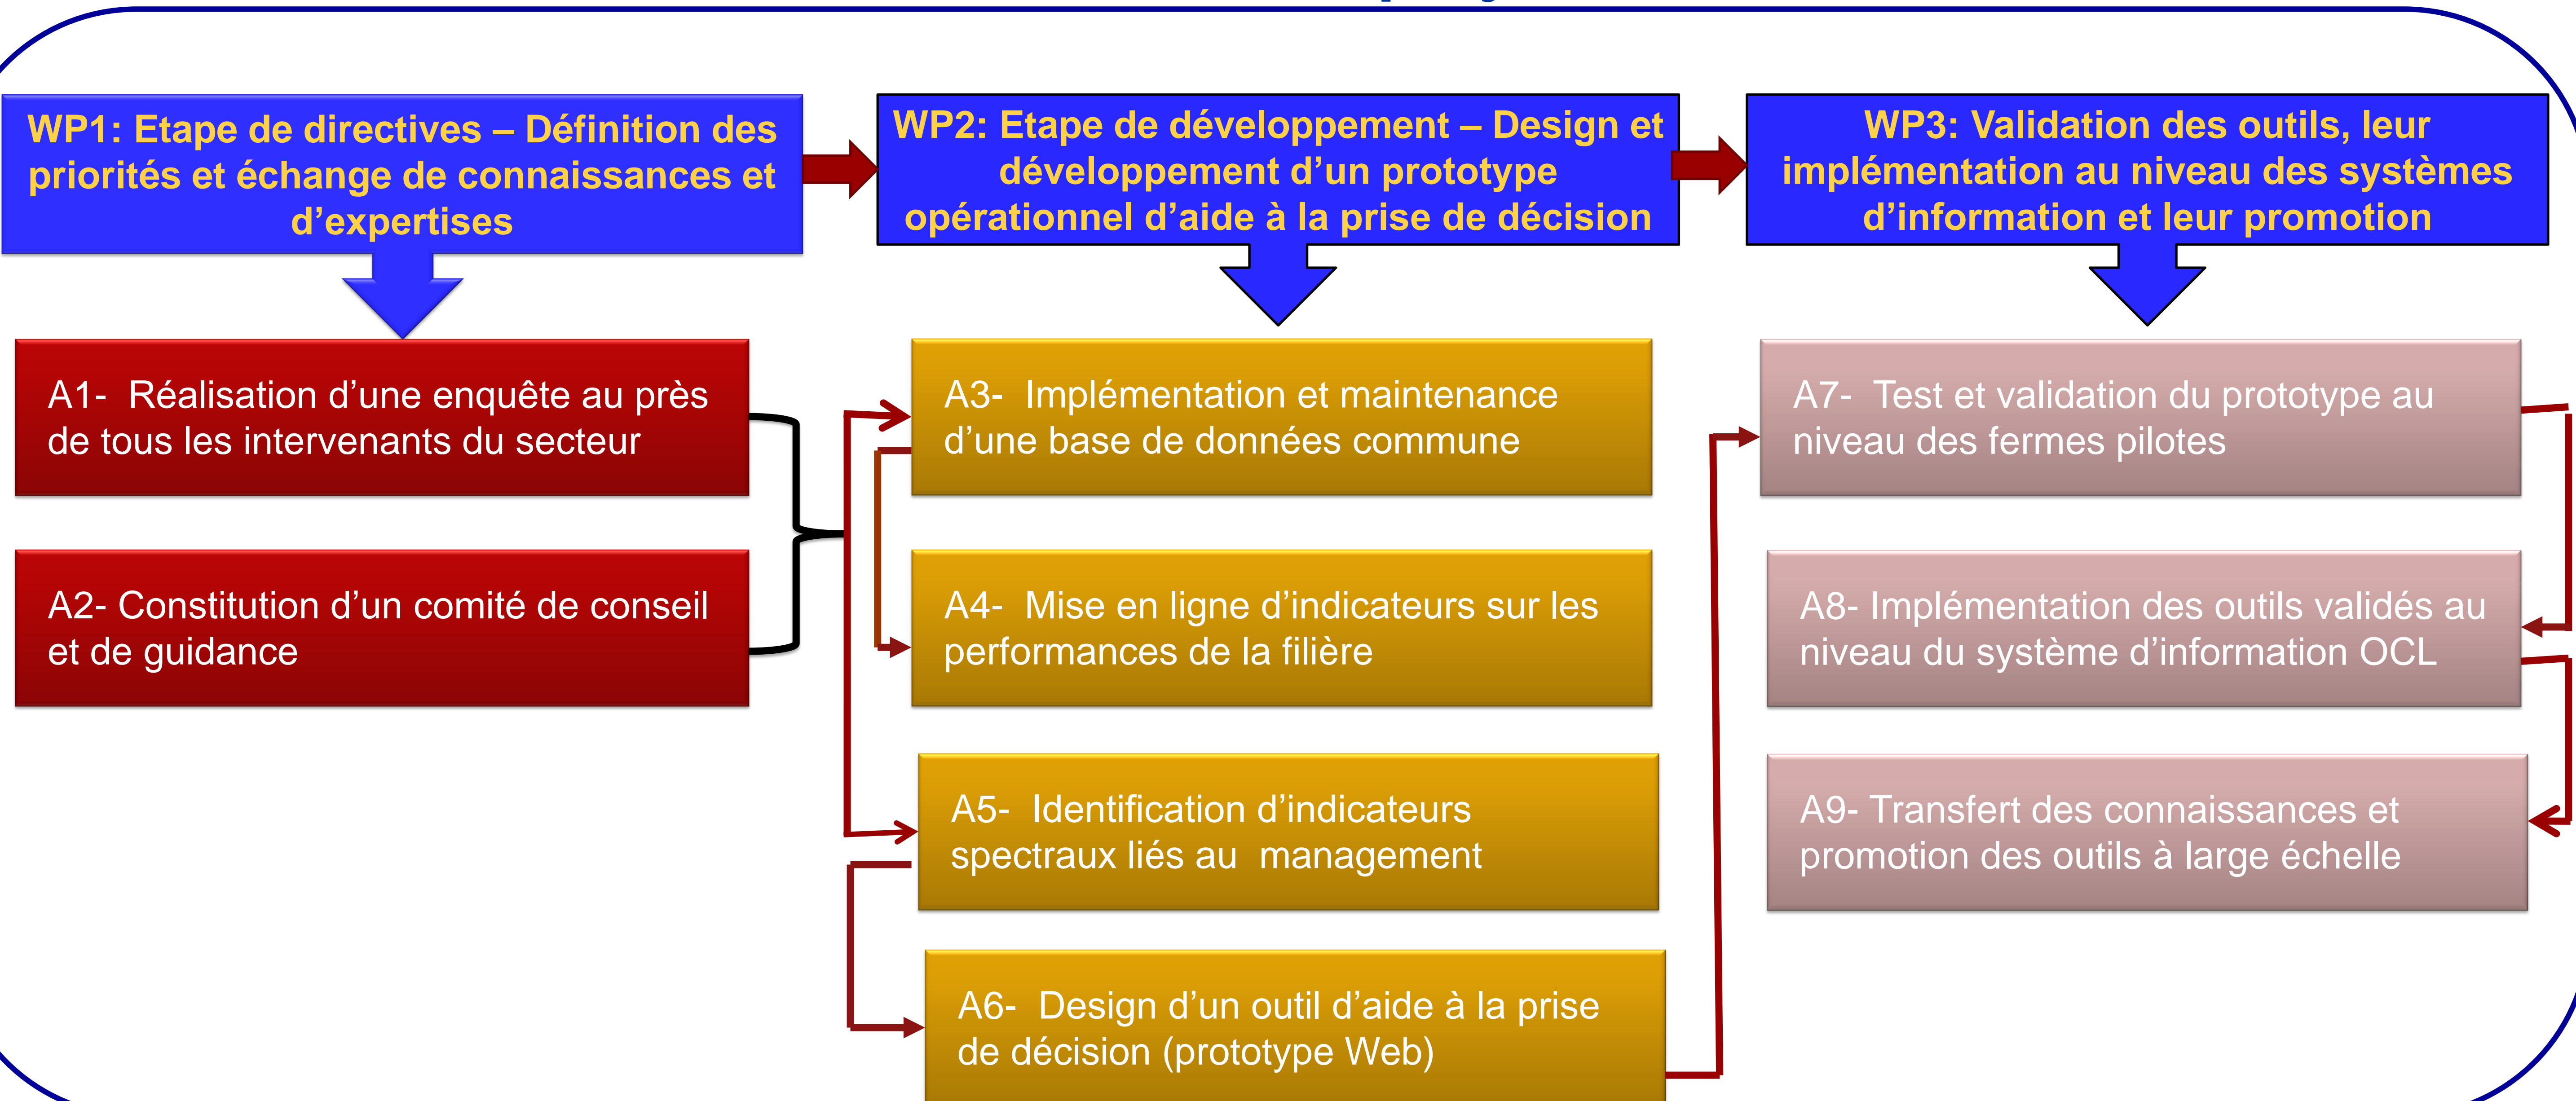 WP1: Etape de directives – Définition des
priorités et échange de connaissances et
d’expertises
WP2: Etape de développement – Design et
développement d’un prototype
opérationnel d’aide à la prise de décision
WP3: Validation des outils, leur
implémentation au niveau des systèmes
d’information et leur promotion
A1- Réalisation d’une enquête au près
de tous les intervenants du secteur
A2- Constitution d’un comité de conseil
et de guidance
A3- Implémentation et maintenance
d’une base de données commune
A4- Mise en ligne d’indicateurs sur les
performances de la filière
A5- Identification d’indicateurs
spectraux liés au management
A6- Design d’un outil d’aide à la prise
de décision (prototype Web)
A7- Test et validation du prototype au
niveau des fermes pilotes
A8- Implémentation des outils validés au
niveau du système d’information OCL
A9- Transfert des connaissances et
promotion des outils à large échelle